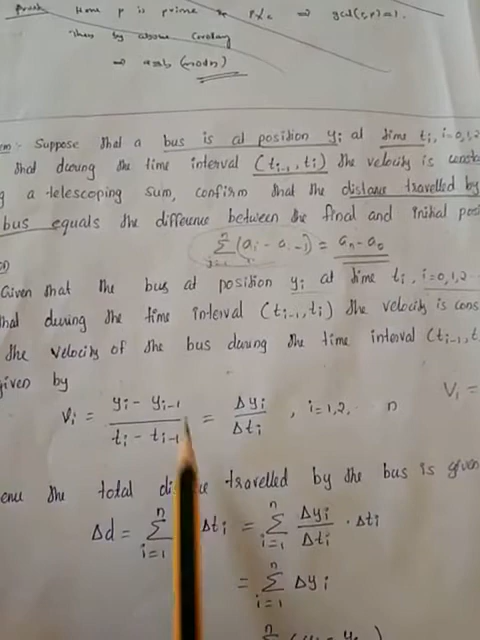 Proof Here p is prime p∤c ⇒ gcd(c,p)=1.
Then by above Corollary
⇒ a≡b (mod n)
m :- Suppose that a bus is at position yi at time ti, i=0,1,2
that during the time interval (ti-1, ti) the velocity is consta
g a telescoping sum, confirm that the distance travelled by
bus equals the difference between the final and initial posi
n∑i=1 (ai - ai-1) = an - a0
Given that the bus at position yi at time ti, i=0,1,2
that during the time interval (ti-1, ti) the velocity is cons
the velocity of the bus during the time interval (ti-1, t
given by
Vi = yi - yi-1 / ti - ti-1 = Δyi / Δti , i=1,2,.. n Vi =
ence the total travelled by the bus is given
Δd = n∑i=1 Δti = n∑i=1 Δyi / Δti · Δti
= n∑i=1 Δyi